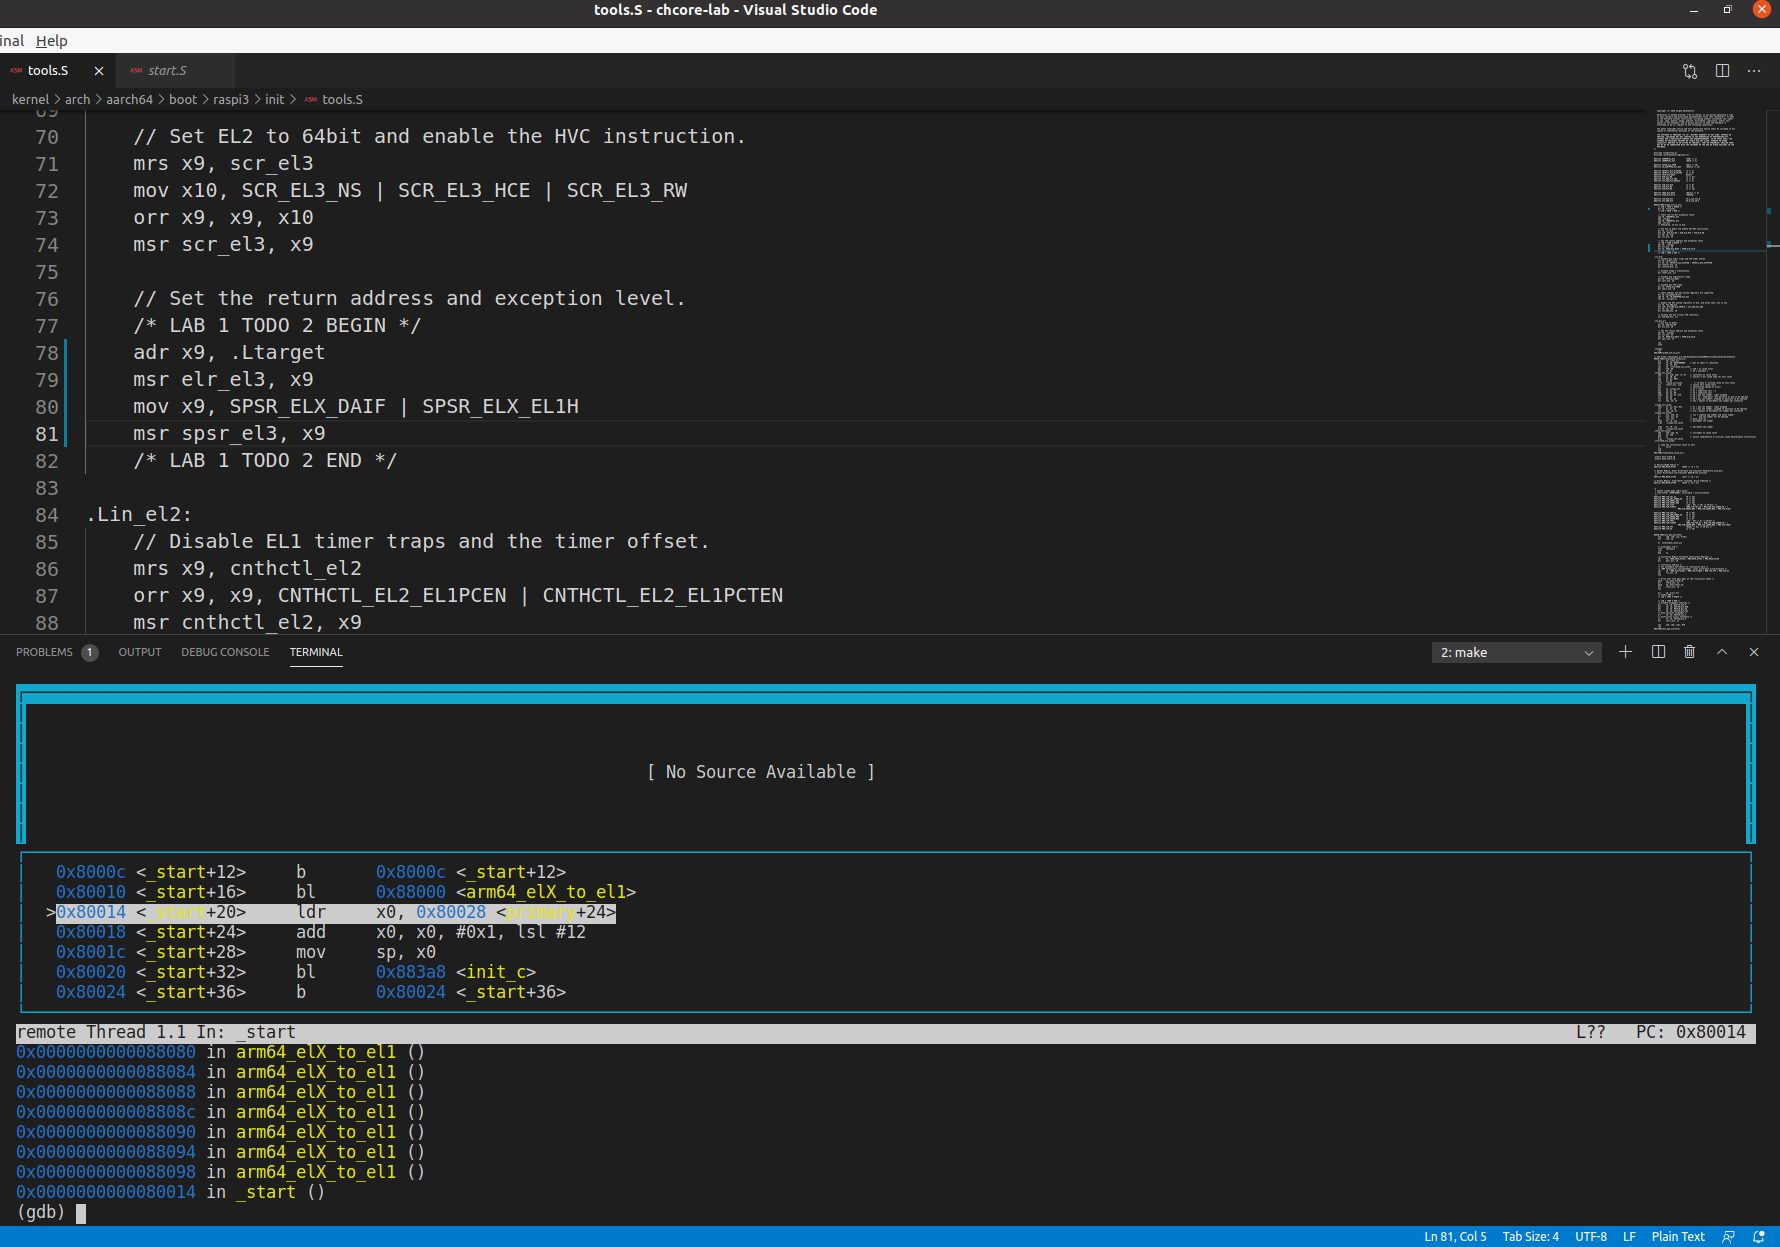 tools.S - chcore-lab - Visual Studio Code
inal Help
ASM tools.S × ASM start.S
kernel > arch > aarch64 > boot > raspi3 > init > ASM tools.S
69
70 // Set EL2 to 64bit and enable the HVC instruction.
71 mrs x9, scr_el3
72 mov x10, SCR_EL3_NS | SCR_EL3_HCE | SCR_EL3_RW
73 orr x9, x9, x10
74 msr scr_el3, x9
75
76 // Set the return address and exception level.
77 /* LAB 1 TODO 2 BEGIN */
78 adr x9, .Ltarget
79 msr elr_el3, x9
80 mov x9, SPSR_ELX_DAIF | SPSR_ELX_EL1H
81 msr spsr_el3, x9
82 /* LAB 1 TODO 2 END */
83
84 .Lin_el2:
85 // Disable EL1 timer traps and the timer offset.
86 mrs x9, cnthctl_el2
87 orr x9, x9, CNTHCTL_EL2_EL1PCEN | CNTHCTL_EL2_EL1PCTEN
88 msr cnthctl_el2, x9
PROBLEMS 1 OUTPUT DEBUG CONSOLE TERMINAL 2: make
[ No Source Available ]
0x8000c <_start+12> b 0x8000c <_start+12>
0x80010 <_start+16> bl 0x88000 <arm64_elX_to_el1>
>0x80014 <_start+20> ldr x0, 0x80028 <primary+24>
0x80018 <_start+24> add x0, x0, #0x1, lsl #12
0x8001c <_start+28> mov sp, x0
0x80020 <_start+32> bl 0x883a8 <init_c>
0x80024 <_start+36> b 0x80024 <_start+36>
remote Thread 1.1 In: _start L?? PC: 0x80014
0x0000000000088080 in arm64_elX_to_el1 ()
0x0000000000088084 in arm64_elX_to_el1 ()
0x0000000000088088 in arm64_elX_to_el1 ()
0x000000000008808c in arm64_elX_to_el1 ()
0x0000000000088090 in arm64_elX_to_el1 ()
0x0000000000088094 in arm64_elX_to_el1 ()
0x0000000000088098 in arm64_elX_to_el1 ()
0x0000000000080014 in _start ()
(gdb)
Ln 81, Col 5 Tab Size: 4 UTF-8 LF Plain Text